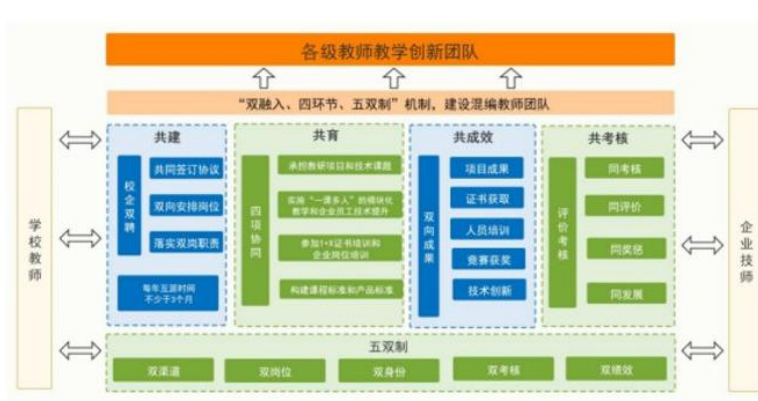 各级教师教学创新团队
“双融入、四环节、五双制”机制，建设混编教师团队
学校教师
共建
校企双聘
共同签订协议
双向安排岗位
落实双岗职责
每年互派时间
不少于3个月
共育
四项协同
承担教研项目和技术课题
实施“一课多人”的模块化
教学和企业员工技术提升
参加1+X证书培训和
企业岗位培训
构建课程标准和产品标准
共成效
双向成果
项目成果
证书获取
人员培训
竞赛获奖
技术创新
共考核
评价考核
同考核
同评价
同奖惩
同发展
企业技师
五双制
双渠道
双岗位
双身份
双考核
双绩效